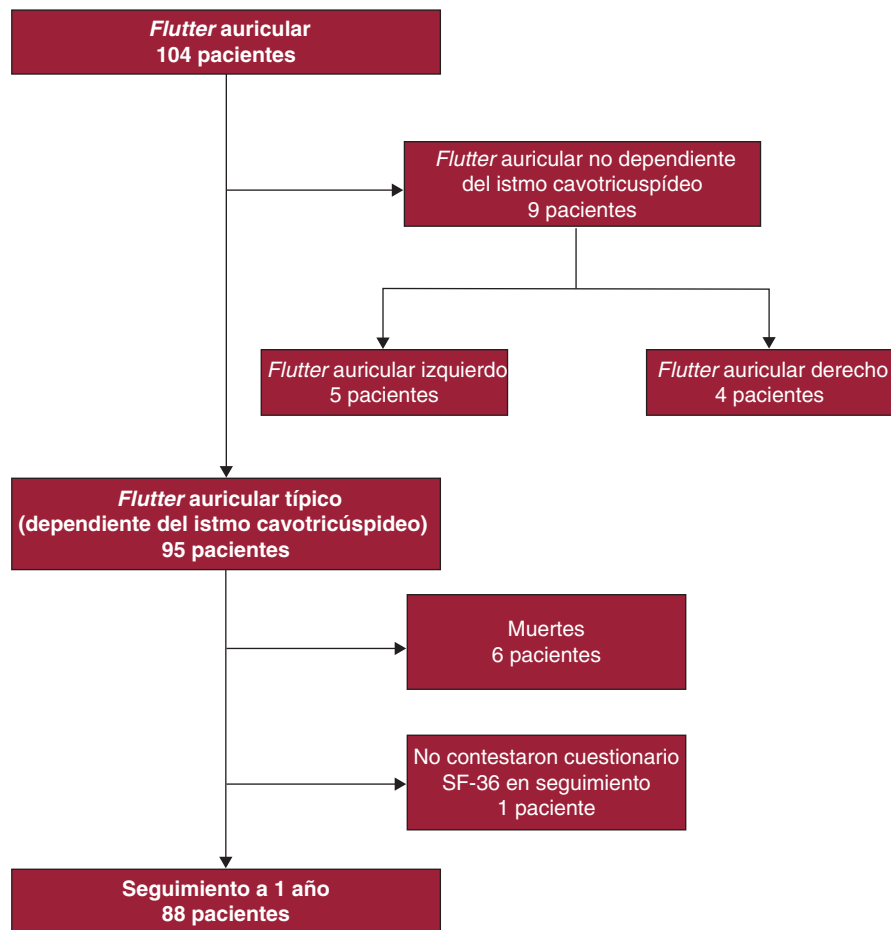 Flutter auricular
104 pacientes
Flutter auricular no dependiente
del istmo cavotricuspídeo
9 pacientes
Flutter auricular izquierdo
5 pacientes
Flutter auricular derecho
4 pacientes
Flutter auricular típico
(dependiente del istmo cavotricúspideo)
95 pacientes
Muertes
6 pacientes
No contestaron cuestionario
SF-36 en seguimiento
1 paciente
Seguimiento a 1 año
88 pacientes